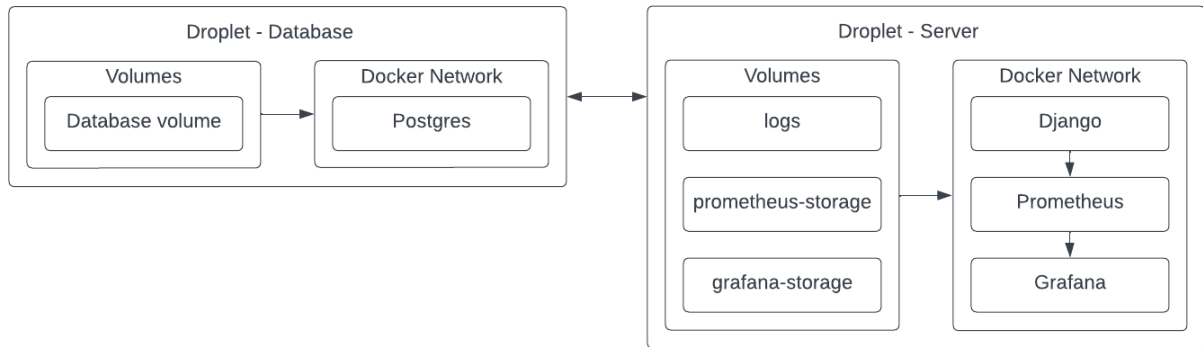 Droplet - Database
Volumes
Database volume
Docker Network
Postgres
Droplet - Server
Volumes
logs
prometheus-storage
grafana-storage
Docker Network
Django
Prometheus
Grafana